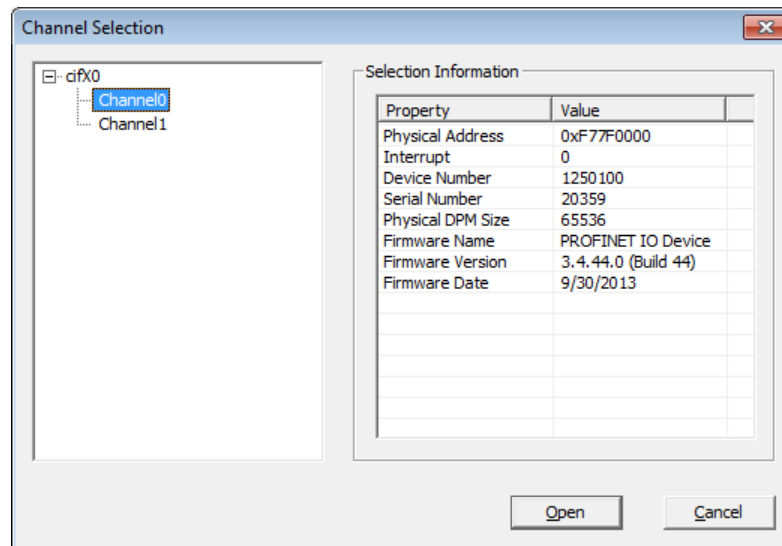 Channel Selection
cifX0
Channel0
Channel1
Selection Information
Property Value
Physical Address 0xF77F0000
Interrupt 0
Device Number 1250100
Serial Number 20359
Physical DPM Size 65536
Firmware Name PROFINET IO Device
Firmware Version 3.4.44.0 (Build 44)
Firmware Date 9/30/2013
Open Cancel